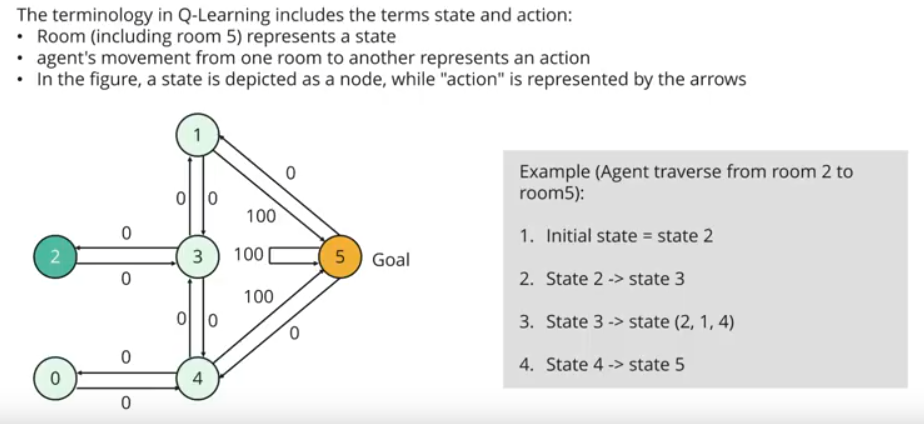 The terminology in Q-Learning includes the terms state and action:
• Room (including room 5) represents a state
• agent's movement from one room to another represents an action
• In the figure, a state is depicted as a node, while "action" is represented by the arrows
1
0
0 0
100
0
2
3
100
5
Goal
0
100
0 0
0
0
0
4
0
Example (Agent traverse from room 2 to
room5):
1. Initial state = state 2
2. State 2 -> state 3
3. State 3 -> state (2, 1, 4)
4. State 4 -> state 5